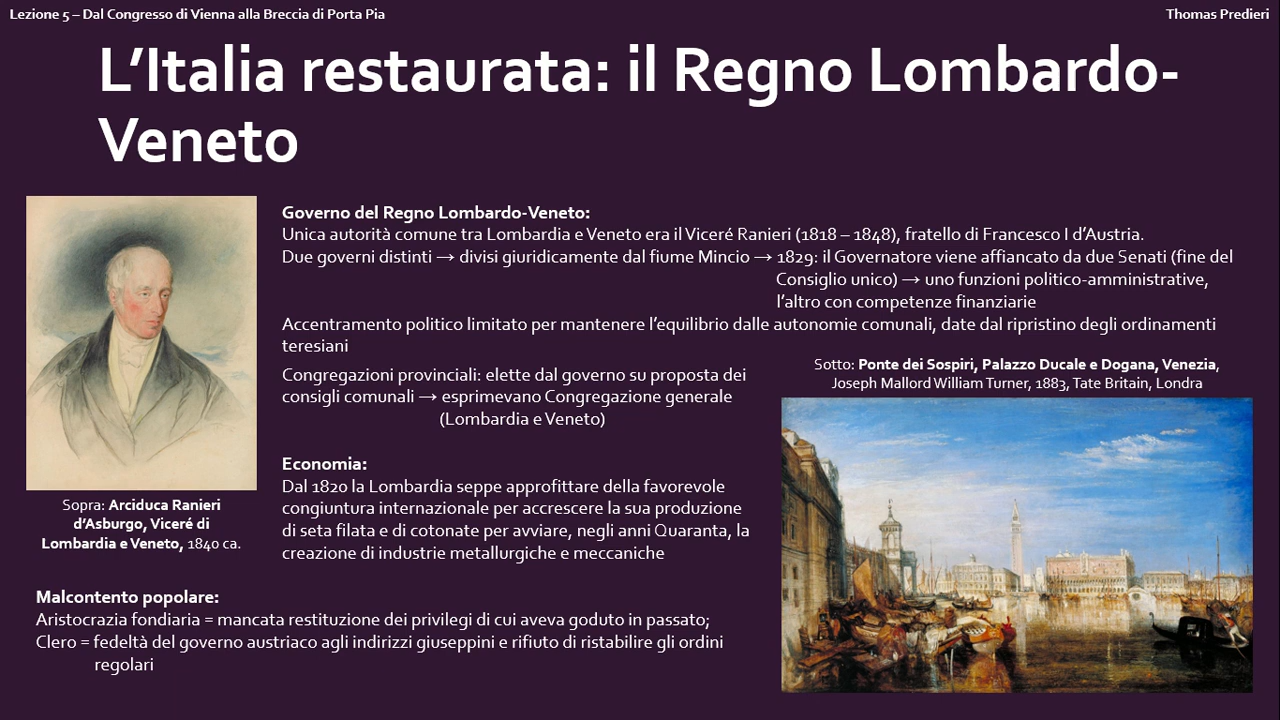 Lezione 5 – Dal Congresso di Vienna alla Breccia di Porta Pia
Thomas Predieri
L’Italia restaurata: il Regno Lombardo-
Veneto
Governo del Regno Lombardo-Veneto:
Unica autorità comune tra Lombardia e Veneto era il Viceré Ranieri (1818 – 1848), fratello di Francesco I d’Austria.
Due governi distinti → divisi giuridicamente dal fiume Mincio → 1829: il Governatore viene affiancato da due Senati (fine del
Consiglio unico) → uno funzioni politico-amministrative,
l’altro con competenze finanziarie
Accentramento politico limitato per mantenere l’equilibrio dalle autonomie comunali, date dal ripristino degli ordinamenti
teresiani
Congregazioni provinciali: elette dal governo su proposta dei
consigli comunali → esprimevano Congregazione generale
(Lombardia e Veneto)
Sotto: Ponte dei Sospiri, Palazzo Ducale e Dogana, Venezia,
Joseph Mallord William Turner, 1883, Tate Britain, Londra
Economia:
Dal 1820 la Lombardia seppe approfittare della favorevole
congiuntura internazionale per accrescere la sua produzione
di seta filata e di cotonate per avviare, negli anni Quaranta, la
creazione di industrie metallurgiche e meccaniche
Sopra: Arciduca Ranieri
d’Asburgo, Viceré di
Lombardia e Veneto, 1840 ca.
Malcontento popolare:
Aristocrazia fondiaria = mancata restituzione dei privilegi di cui aveva goduto in passato;
Clero = fedeltà del governo austriaco agli indirizzi giuseppini e rifiuto di ristabilire gli ordini
regolari